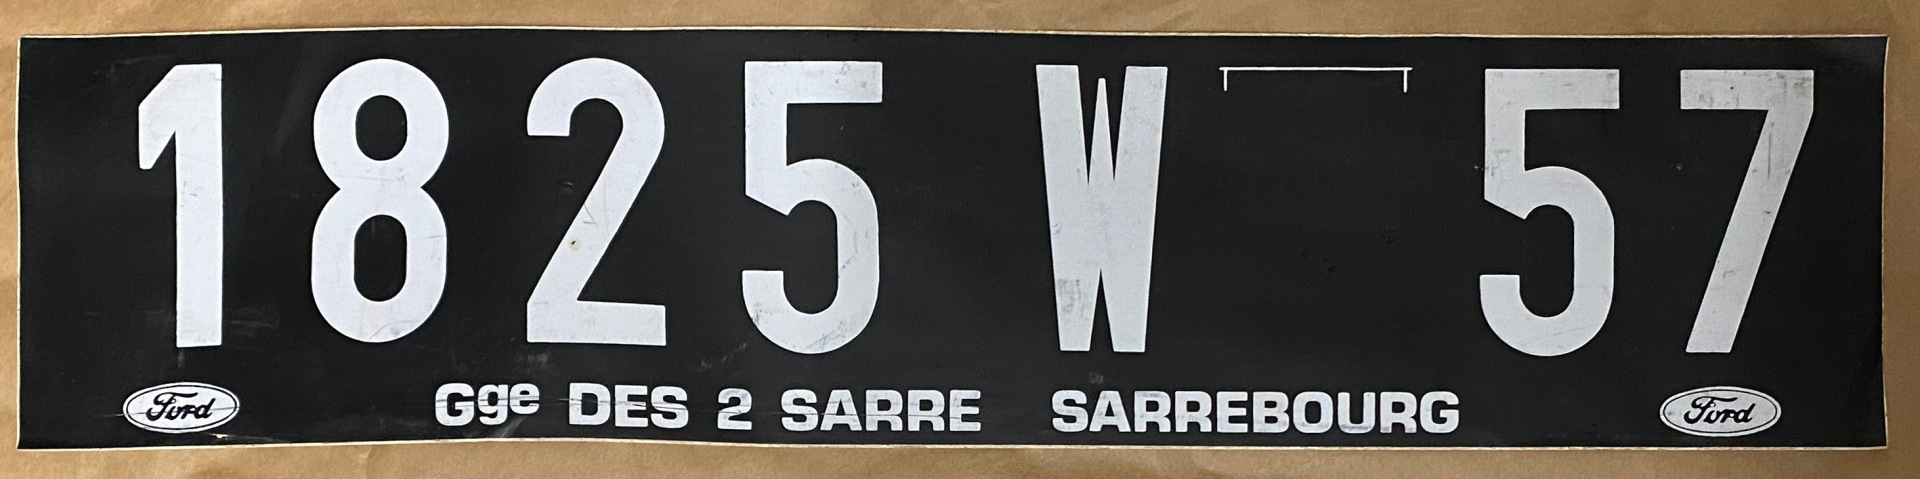 1825 W 57
Ford Gge DES 2 SARRE SARREBOURG Ford